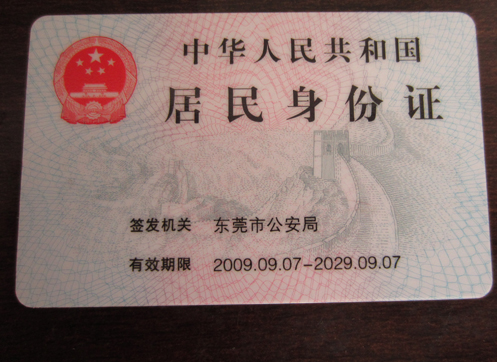 中华人民共和国
居民身份证
签发机关 东莞市公安局
有效期限 2009.09.07-2029.09.07